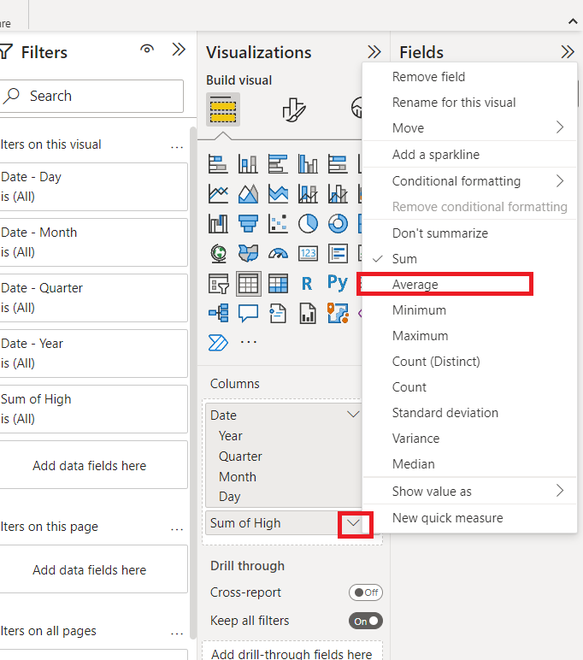 re
Filters
Search
lters on this visual
...
Date - Day
is (All)
Date - Month
is (All)
Date - Quarter
is (All)
Date - Year
is (All)
Sum of High
is (All)
Add data fields here
lters on this page
...
Add data fields here
lters on all pages
...
Visualizations
Build visual
123
R
Py
...
Columns
Date
Year
Quarter
Month
Day
Sum of High
Drill through
Cross-report
Off
Keep all filters
On
Add drill-through fields here
Fields
Remove field
Rename for this visual
Move
Add a sparkline
Conditional formatting
Remove conditional formatting
Don't summarize
Sum
Average
Minimum
Maximum
Count (Distinct)
Count
Standard deviation
Variance
Median
Show value as
New quick measure